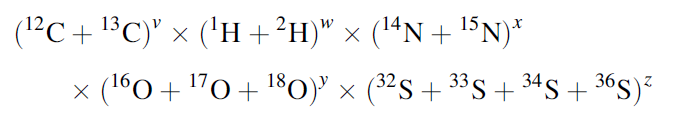 (¹²C + ¹³C)ᵛ × (¹H + ²H)ʷ × (¹⁴N + ¹⁵N)ˣ
× (¹⁶O + ¹⁷O + ¹⁸O)ʸ × (³²S + ³³S + ³⁴S + ³⁶S)ᶻ